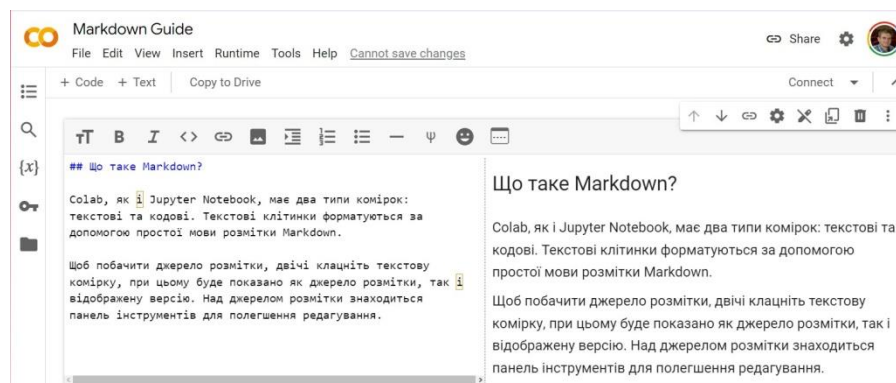 Markdown Guide
File Edit View Insert Runtime Tools Help Cannot save changes
Share
+ Code + Text Copy to Drive
Connect
## Що таке Markdown?
Colab, як і Jupyter Notebook, має два типи комірок:
текстові та кодові. Текстові клітинки форматуються за
допомогою простої мови розмітки Markdown.
Щоб побачити джерело розмітки, двічі клацніть текстову
комірку, при цьому буде показано як джерело розмітки, так і
відображену версію. Над джерелом розмітки знаходиться
панель інструментів для полегшення редагування.
Що таке Markdown?
Colab, як і Jupyter Notebook, має два типи комірок: текстові та
кодові. Текстові клітинки форматуються за допомогою
простої мови розмітки Markdown.
Щоб побачити джерело розмітки, двічі клацніть текстову
комірку, при цьому буде показано як джерело розмітки, так і
відображену версію. Над джерелом розмітки знаходиться
панель інструментів для полегшення редагування.